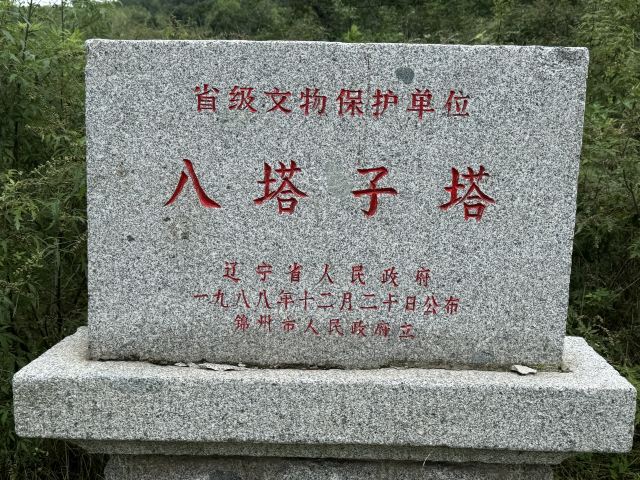 省级文物保护单位
八塔子塔
辽宁省人民政府
一九八八年十二月二十日公布
锦州市人民政府立